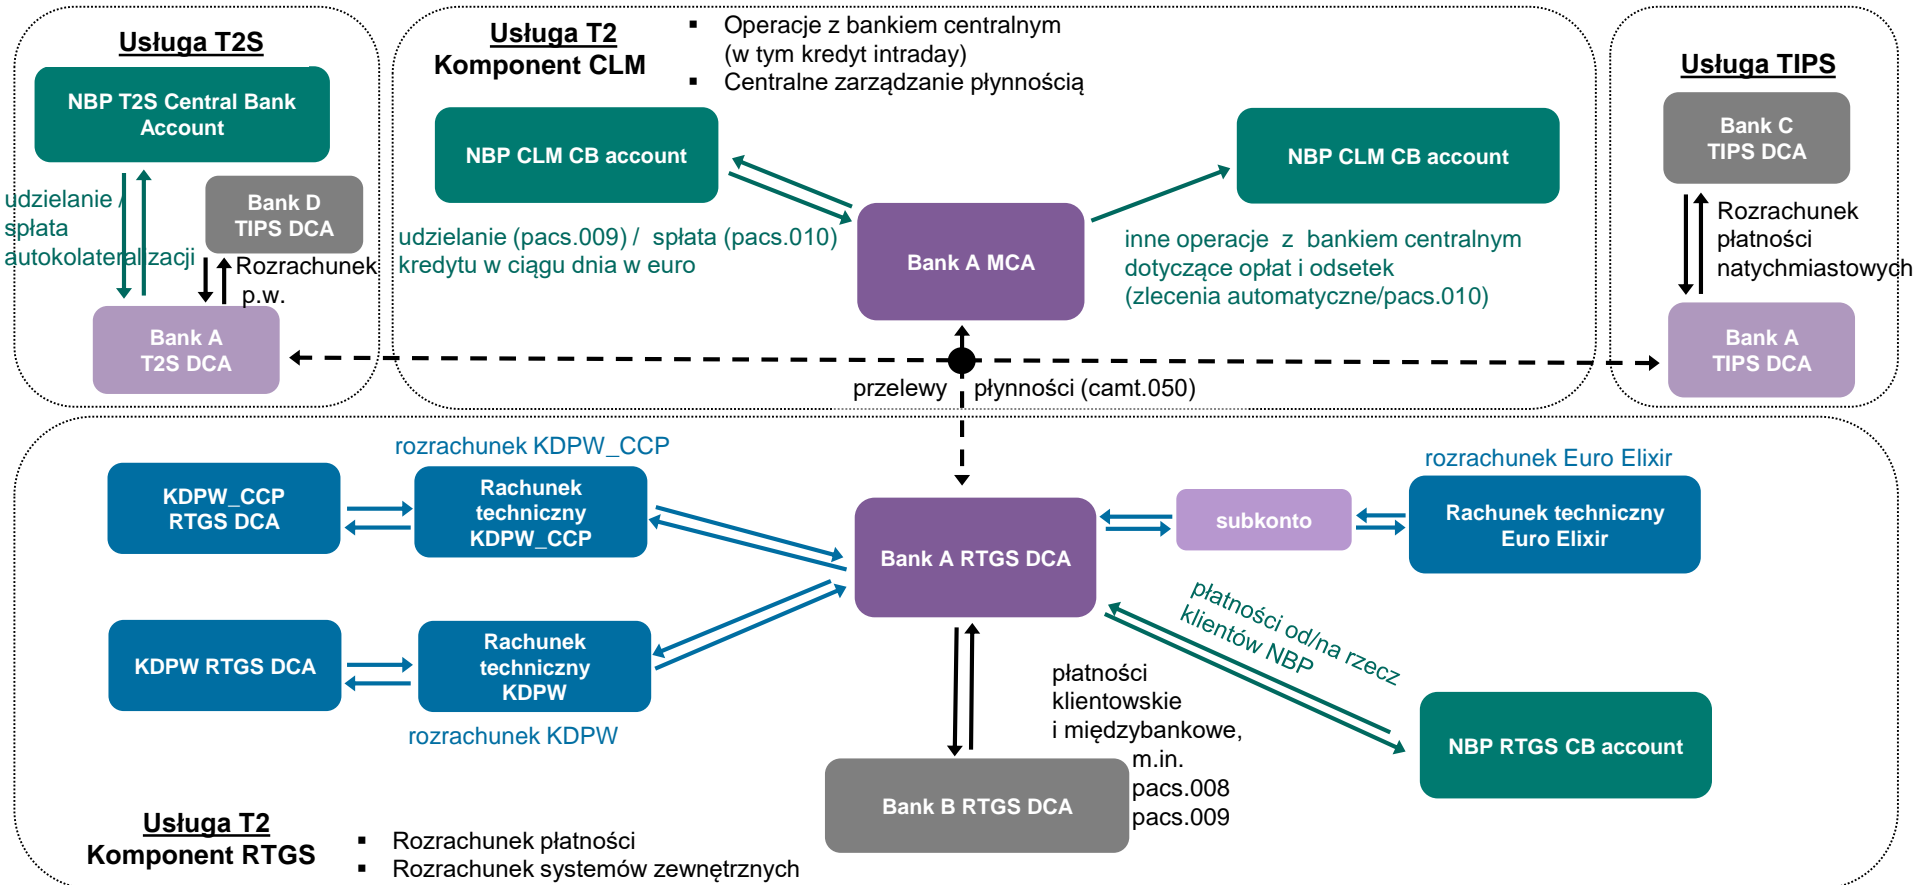 Usługa T2S
NBP T2S Central Bank
Account
udzielanie /
spłata
autokolateralizacji
Bank D
TIPS DCA
Rozrachunek
p.w.
Bank A
T2S DCA
Usługa T2
Komponent CLM
▪ Operacje z bankiem centralnym
(w tym kredyt intraday)
▪ Centralne zarządzanie płynnością
NBP CLM CB account
NBP CLM CB account
udzielanie (pacs.009) / spłata (pacs.010)
kredytu w ciągu dnia w euro
Bank A MCA
inne operacje z bankiem centralnym
dotyczące opłat i odsetek
(zlecenia automatyczne/pacs.010)
przelewy płynności (camt.050)
Usługa TIPS
Bank C
TIPS DCA
Rozrachunek
płatności
natychmiastowych
Bank A
TIPS DCA
rozrachunek KDPW_CCP
KDPW_CCP
RTGS DCA
Rachunek
techniczny
KDPW_CCP
Bank A RTGS DCA
subkonto
rozrachunek Euro Elixir
Rachunek techniczny
Euro Elixir
KDPW RTGS DCA
Rachunek
techniczny
KDPW
rozrachunek KDPW
płatności od/na rzecz
klientów NBP
płatności
klientowskie
i międzybankowe,
m.in.
pacs.008
pacs.009
NBP RTGS CB account
Bank B RTGS DCA
Usługa T2
Komponent RTGS
▪ Rozrachunek płatności
▪ Rozrachunek systemów zewnętrznych